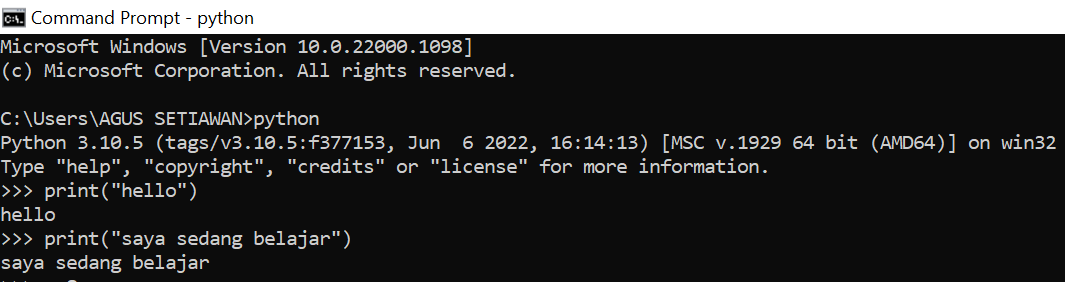 Command Prompt - python
Microsoft Windows [Version 10.0.22000.1098]
(c) Microsoft Corporation. All rights reserved.
C:\Users\AGUS SETIAWAN>python
Python 3.10.5 (tags/v3.10.5:f377153, Jun  6 2022, 16:14:13) [MSC v.1929 64 bit (AMD64)] on win32
Type "help", "copyright", "credits" or "license" for more information.
>>> print("hello")
hello
>>> print("saya sedang belajar")
saya sedang belajar